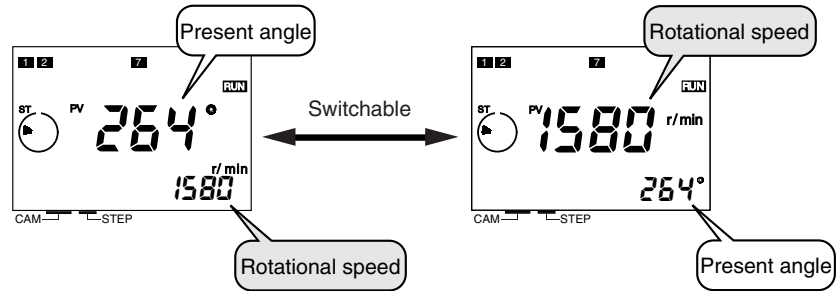 Present angle
1 2 7
RUN
ST PV 264°
r/min
1580
CAM STEP
Rotational speed
Switchable
Rotational speed
1 2 7
RUN
ST PV 1580 r/min
264°
CAM STEP
Present angle